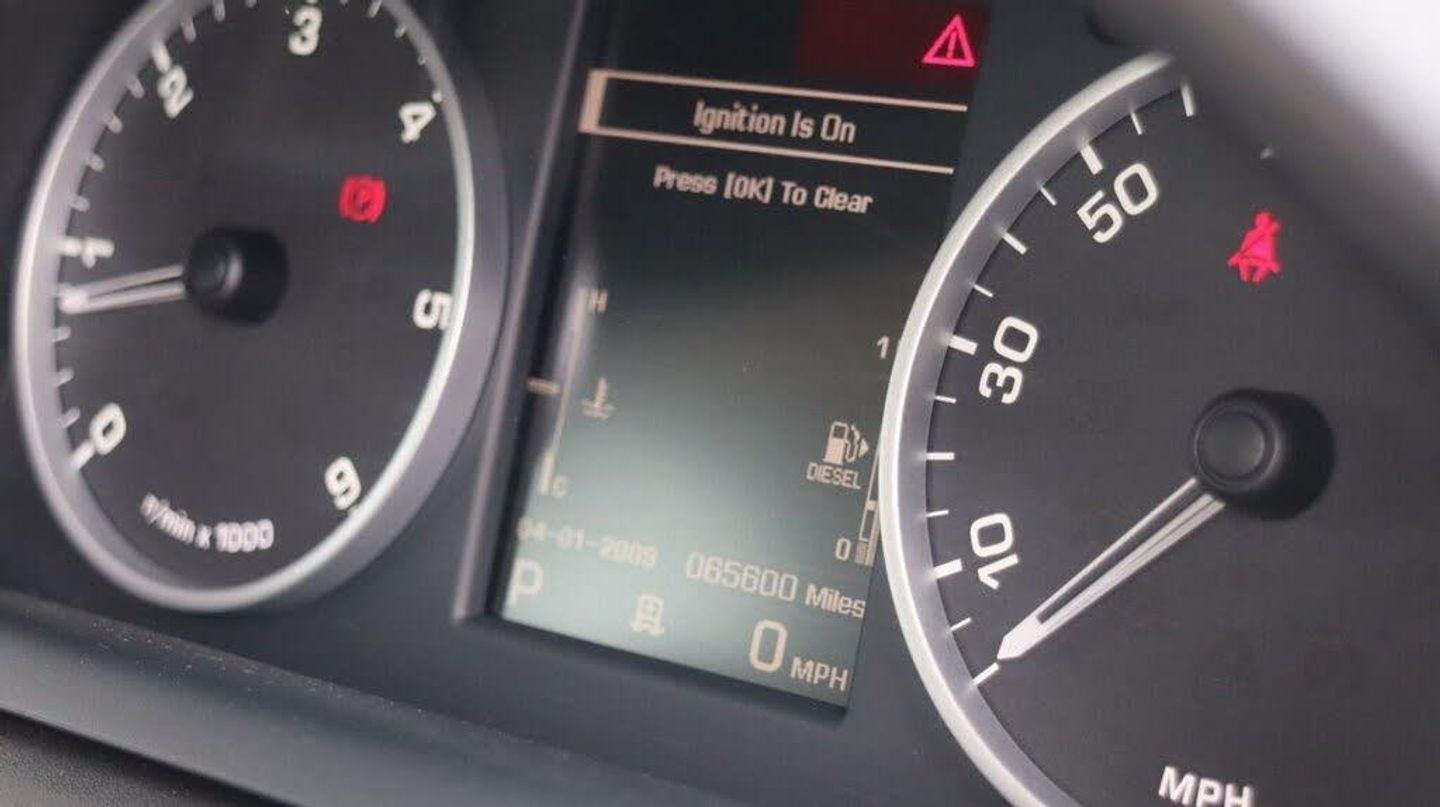 0
1
2
3
4
5
6
r/min x 1000
Ignition Is On
Press [OK] To Clear
H
C
1
DIESEL
0
04-01-2009
065600 Miles
P
0 MPH
10
30
50
MPH